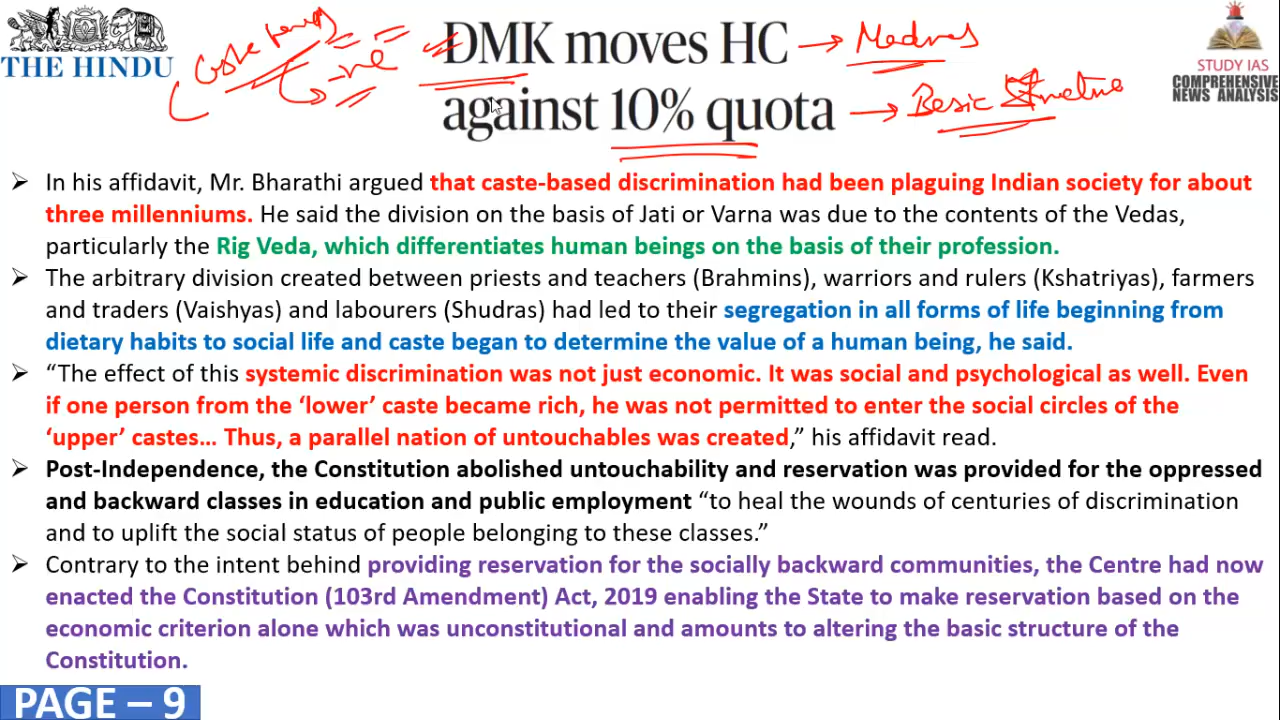 THE HINDU
DMK moves HC
Madras
against 10% quota
Basic Structure
STUDY IAS
COMPREHENSIVE
NEWS ANALYSIS
➢ In his affidavit, Mr. Bharathi argued that caste-based discrimination had been plaguing Indian society for about
three millenniums. He said the division on the basis of Jati or Varna was due to the contents of the Vedas,
particularly the Rig Veda, which differentiates human beings on the basis of their profession.
➢ The arbitrary division created between priests and teachers (Brahmins), warriors and rulers (Kshatriyas), farmers
and traders (Vaishyas) and labourers (Shudras) had led to their segregation in all forms of life beginning from
dietary habits to social life and caste began to determine the value of a human being, he said.
➢ “The effect of this systemic discrimination was not just economic. It was social and psychological as well. Even
if one person from the ‘lower’ caste became rich, he was not permitted to enter the social circles of the
‘upper’ castes… Thus, a parallel nation of untouchables was created,” his affidavit read.
➢ Post-Independence, the Constitution abolished untouchability and reservation was provided for the oppressed
and backward classes in education and public employment “to heal the wounds of centuries of discrimination
and to uplift the social status of people belonging to these classes.”
➢ Contrary to the intent behind providing reservation for the socially backward communities, the Centre had now
enacted the Constitution (103rd Amendment) Act, 2019 enabling the State to make reservation based on the
economic criterion alone which was unconstitutional and amounts to altering the basic structure of the
Constitution.
PAGE – 9